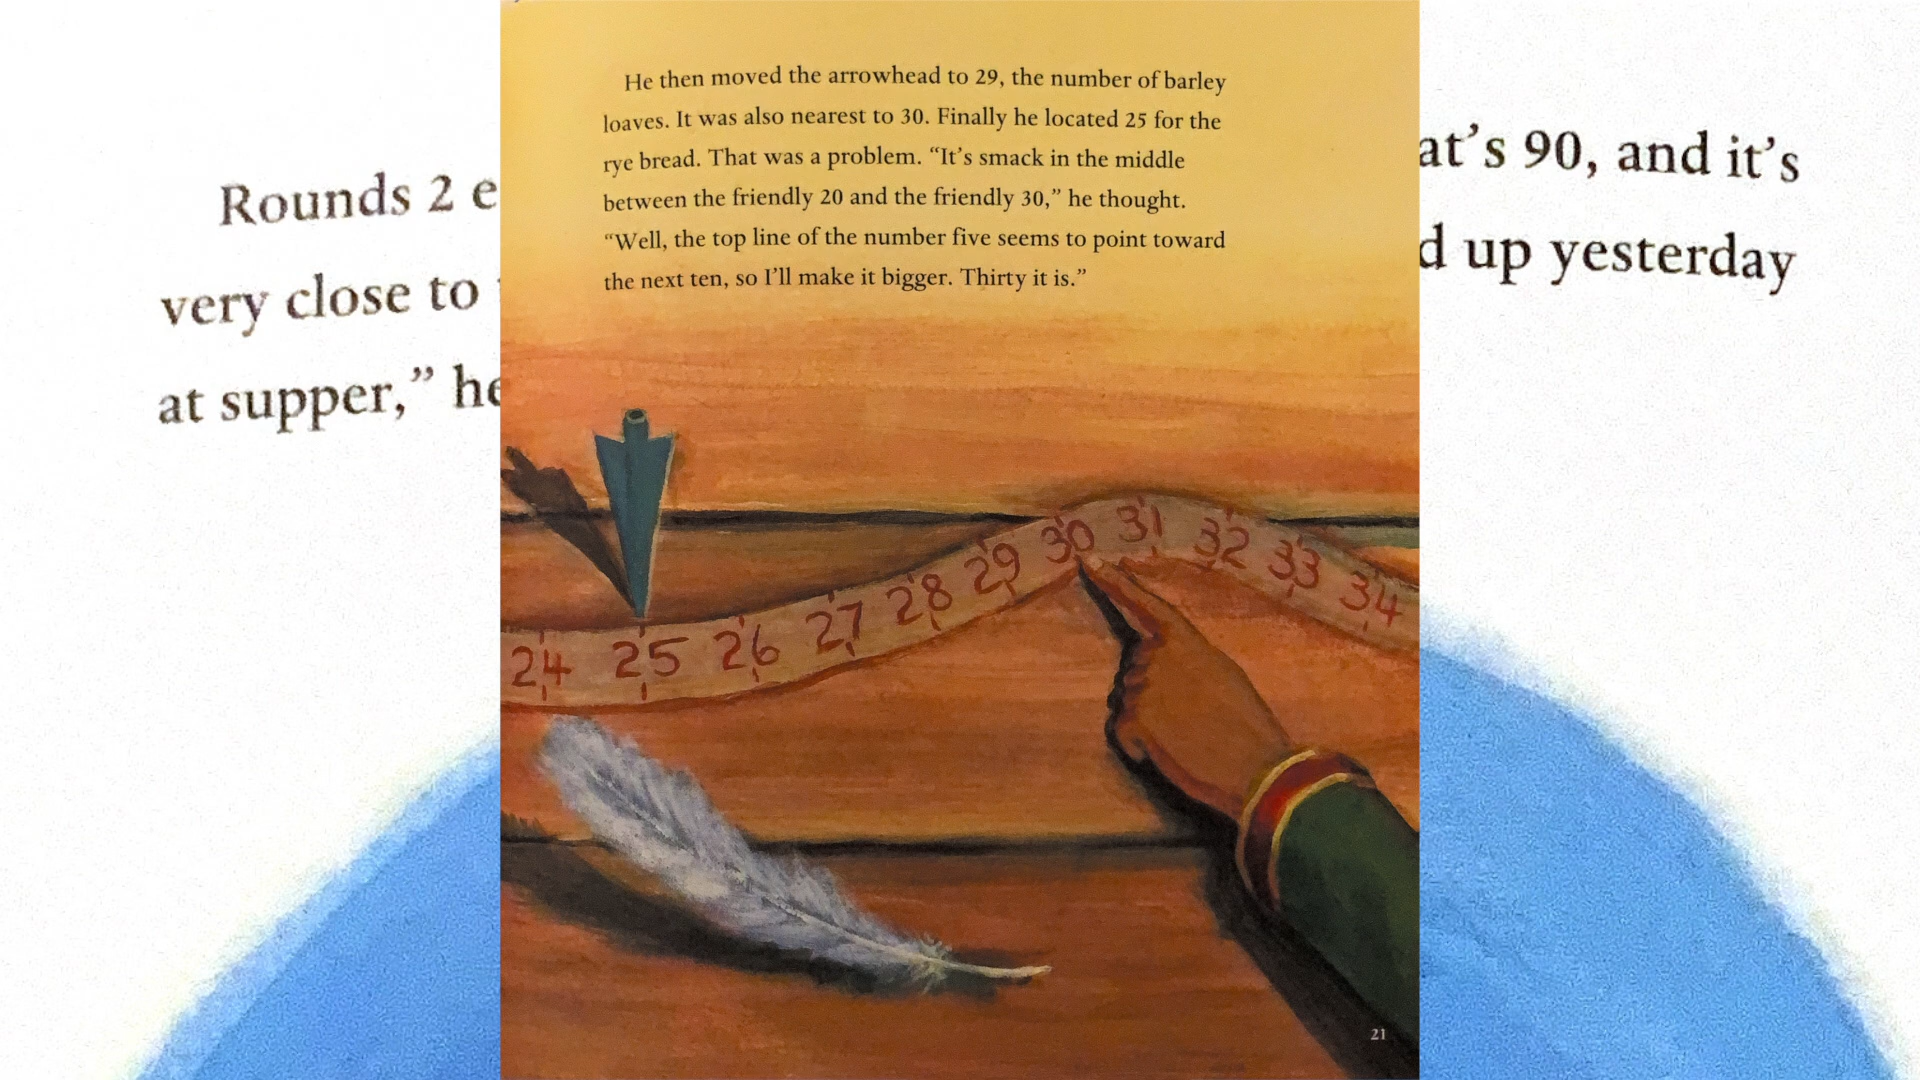 He then moved the arrowhead to 29, the number of barley
loaves. It was also nearest to 30. Finally he located 25 for the
rye bread. That was a problem. “It’s smack in the middle
between the friendly 20 and the friendly 30,” he thought.
“Well, the top line of the number five seems to point toward
the next ten, so I’ll make it bigger. Thirty it is.”
24 25 26 27 28 29 30 31 32 33 34
21
Rounds 2
very close to
at supper,”
90, and it’s
up yesterday